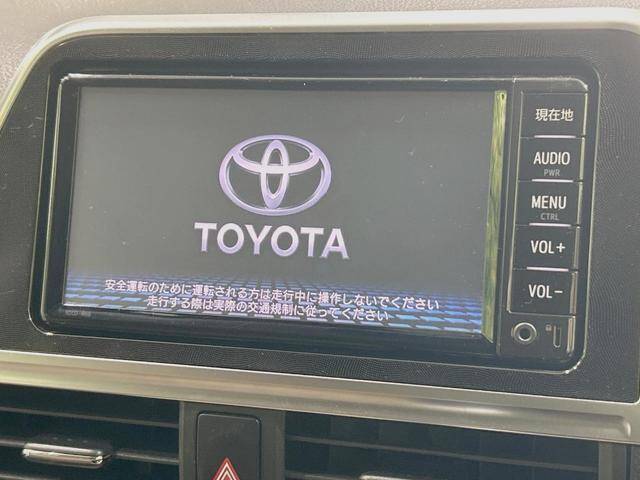 TOYOTA
安全運転のために運転される方は走行中に操作しないでください
走行する際は実際の交通規制に従ってください
現在地
AUDIO
PWR
MENU
CTRL
VOL+
VOL-